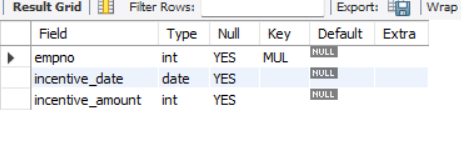 Result Grid Filter Rows: Export: Wrap
Field Type Null Key Default Extra
empno int YES MUL NULL
incentive_date date YES NULL
incentive_amount int YES NULL